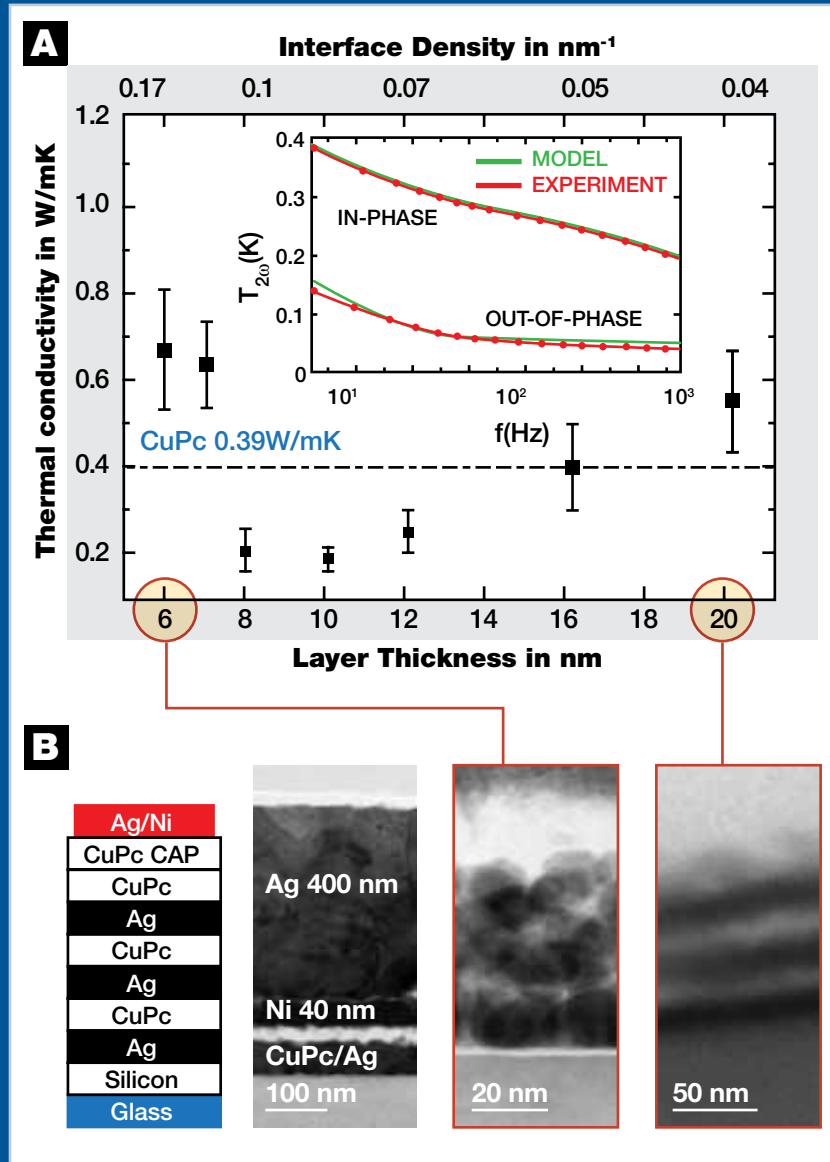 A
Interface Density in nm⁻¹
0.17 0.1 0.07 0.05 0.04
Thermal conductivity in W/mK
1.2
1.0
0.8
0.6
0.4
0.2
0.4
0.3
0.2
0.1
0
T2ω(K)
MODEL
EXPERIMENT
IN-PHASE
OUT-OF-PHASE
10¹ 10² 10³
f(Hz)
CuPc 0.39W/mK
6 8 10 12 14 16 18 20
Layer Thickness in nm
B
Ag/Ni
CuPc CAP
CuPc
Ag
CuPc
Ag
CuPc
Ag
Silicon
Glass
Ag 400 nm
Ni 40 nm
CuPc/Ag
100 nm
20 nm
50 nm